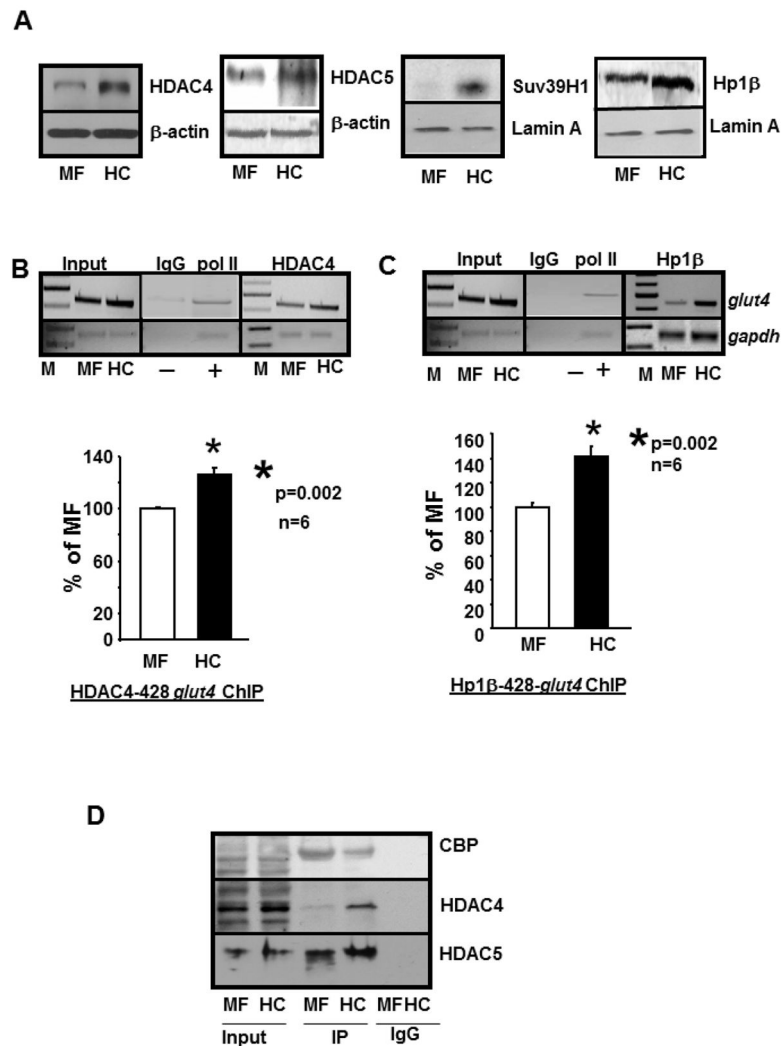 A
HDAC4
β-actin
MF HC
HDAC5
β-actin
MF HC
Suv39H1
Lamin A
MF HC
Hp1β
Lamin A
MF HC
B
Input IgG pol II HDAC4
M MF HC — + M MF HC
140
100
60
20
0
% of MF
*
* p=0.002
n=6
MF HC
HDAC4-428 glut4 ChIP
C
Input IgG pol II Hp1β
glut4
gapdh
M MF HC — + M MF HC
160
140
120
100
80
60
40
20
0
% of MF
*
* p=0.002
n=6
MF HC
Hp1β-428-glut4 ChIP
D
CBP
HDAC4
HDAC5
MF HC MF HC MF HC
Input IP IgG